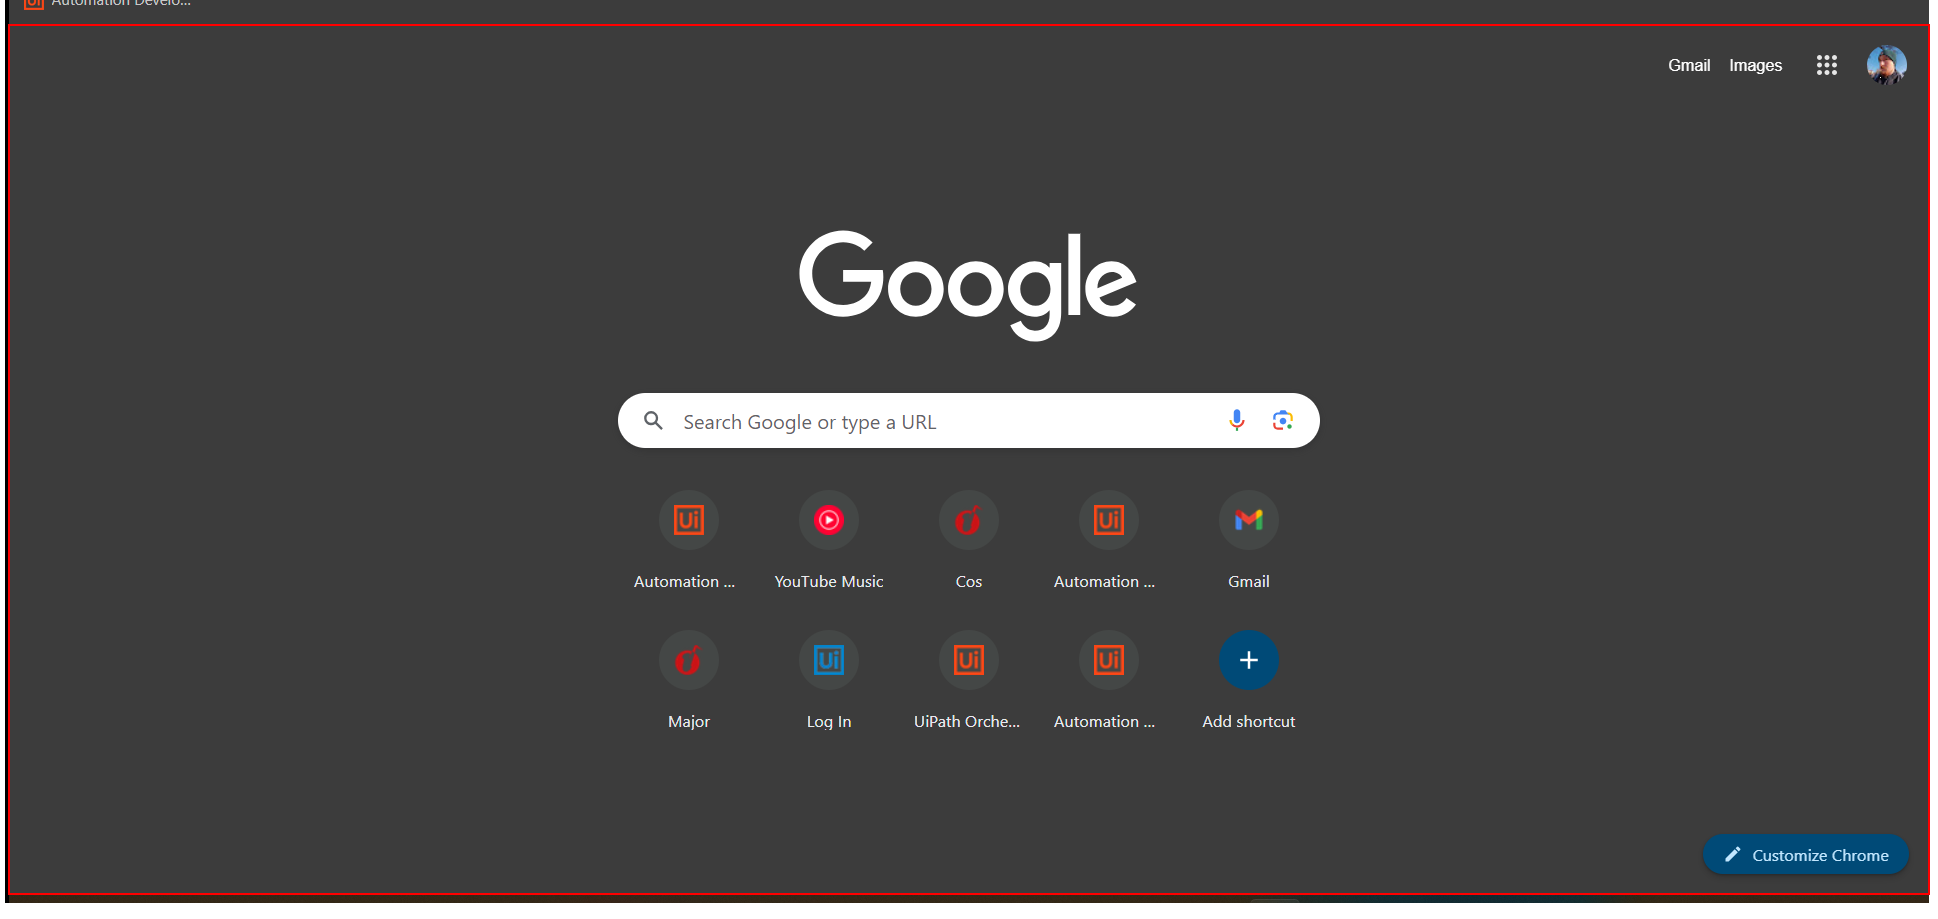 Automation Develo...
Gmail Images
Google
Search Google or type a URL
Ui Ui
Automation ... YouTube Music Cos Automation ... Gmail
Ui Ui Ui
Major Log In UiPath Orche... Automation ... Add shortcut
Customize Chrome